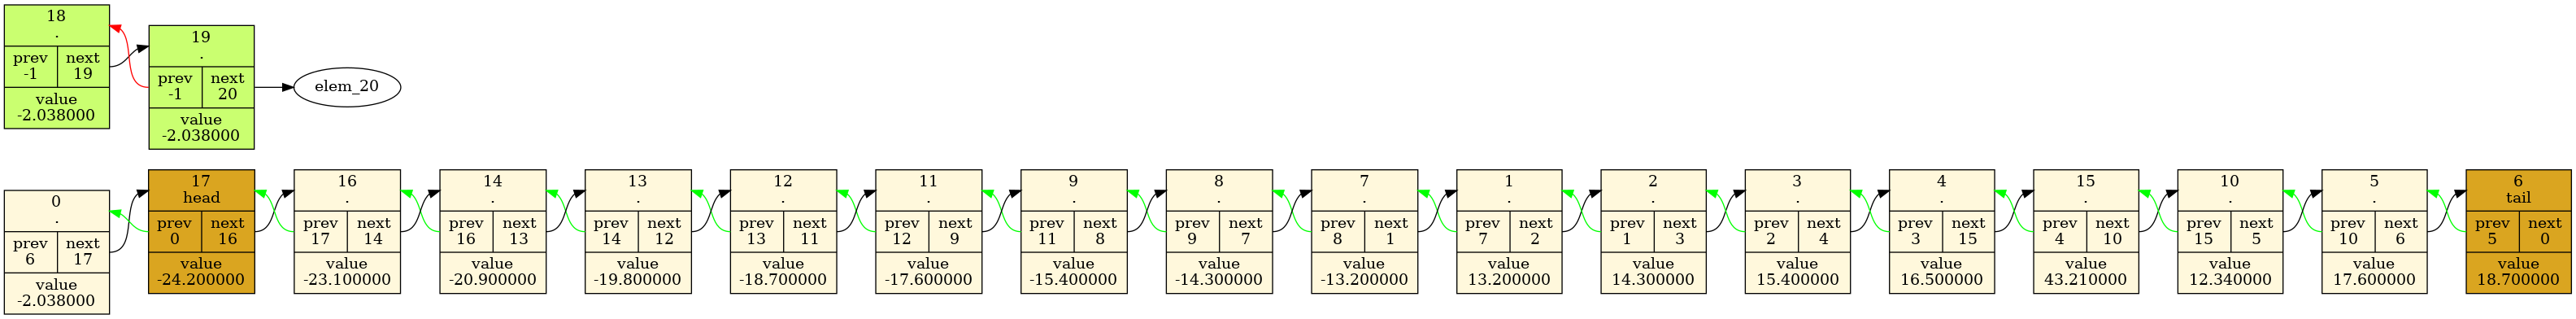 18
.
prev next
-1 19
value
-2.038000
19
.
prev next
-1 20
value
-2.038000
elem_20
0
.
prev next
6 17
value
-2.038000
17
head
prev next
0 16
value
-24.200000
16
.
prev next
17 14
value
-23.100000
14
.
prev next
16 13
value
-20.900000
13
.
prev next
14 12
value
-19.800000
12
.
prev next
13 11
value
-18.700000
11
.
prev next
12 9
value
-17.600000
9
.
prev next
11 8
value
-15.400000
8
.
prev next
9 7
value
-14.300000
7
.
prev next
8 1
value
-13.200000
1
.
prev next
7 2
value
13.200000
2
.
prev next
1 3
value
14.300000
3
.
prev next
2 4
value
15.400000
4
.
prev next
3 15
value
16.500000
15
.
prev next
4 10
value
43.210000
10
.
prev next
15 5
value
12.340000
5
.
prev next
10 6
value
17.600000
6
tail
prev next
5 0
value
18.700000